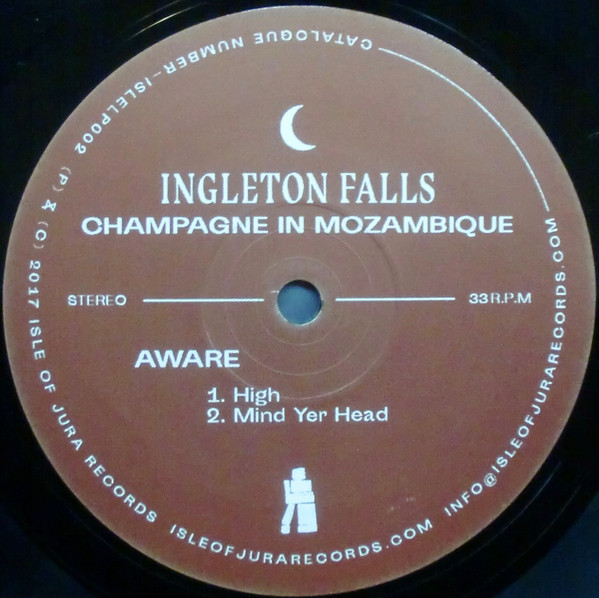 INGLETON FALLS
CHAMPAGNE IN MOZAMBIQUE
STEREO
33 R.P.M
AWARE
1. High
2. Mind Yer Head
CATALOGUE NUMBER-ISLELP002 (P) & (C) 2017 ISLE OF JURA RECORDS ISLEOFJURARECORDS.COM INFO@ISLEOFJURARECORDS.COM